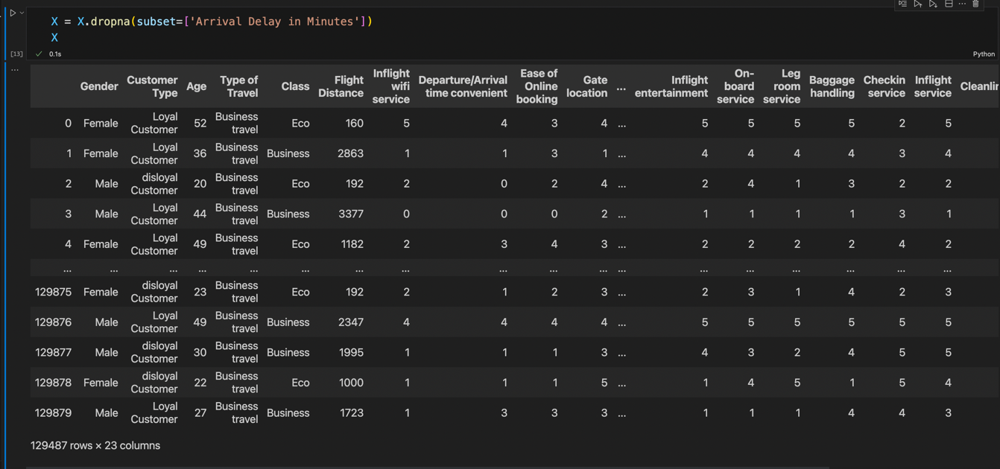 X = X.dropna(subset=['Arrival Delay in Minutes'])
X
[13] ✓ 0.1s Python
...
Gender Customer Type Age Type of Travel Class Flight Distance Inflight wifi service Departure/Arrival time convenient Ease of Online booking Gate location ... Inflight entertainment On-board service Leg room service Baggage handling Checkin service Inflight service
0 Female Loyal Customer 52 Business travel Eco 160 5 4 3 4 ... 5 5 5 5 2 5
1 Female Loyal Customer 36 Business travel Business 2863 1 1 3 1 ... 4 4 4 4 3 4
2 Male disloyal Customer 20 Business travel Eco 192 2 0 2 4 ... 2 4 1 3 2 2
3 Male Loyal Customer 44 Business travel Business 3377 0 0 0 2 ... 1 1 1 1 3 1
4 Female Loyal Customer 49 Business travel Eco 1182 2 3 4 3 ... 2 2 2 2 4 2
... ... ... ... ... ... ... ... ... ... ... ... ... ... ... ... ...
129875 Female disloyal Customer 23 Business travel Eco 192 2 1 2 3 ... 2 3 1 4 2 3
129876 Male Loyal Customer 49 Business travel Business 2347 4 4 4 4 ... 5 5 5 5 5 5
129877 Male disloyal Customer 30 Business travel Business 1995 1 1 1 3 ... 4 3 2 4 5 5
129878 Female disloyal Customer 22 Business travel Eco 1000 1 1 1 5 ... 1 4 5 1 5 4
129879 Male Loyal Customer 27 Business travel Business 1723 1 3 3 3 ... 1 1 1 4 4 3
129487 rows × 23 columns